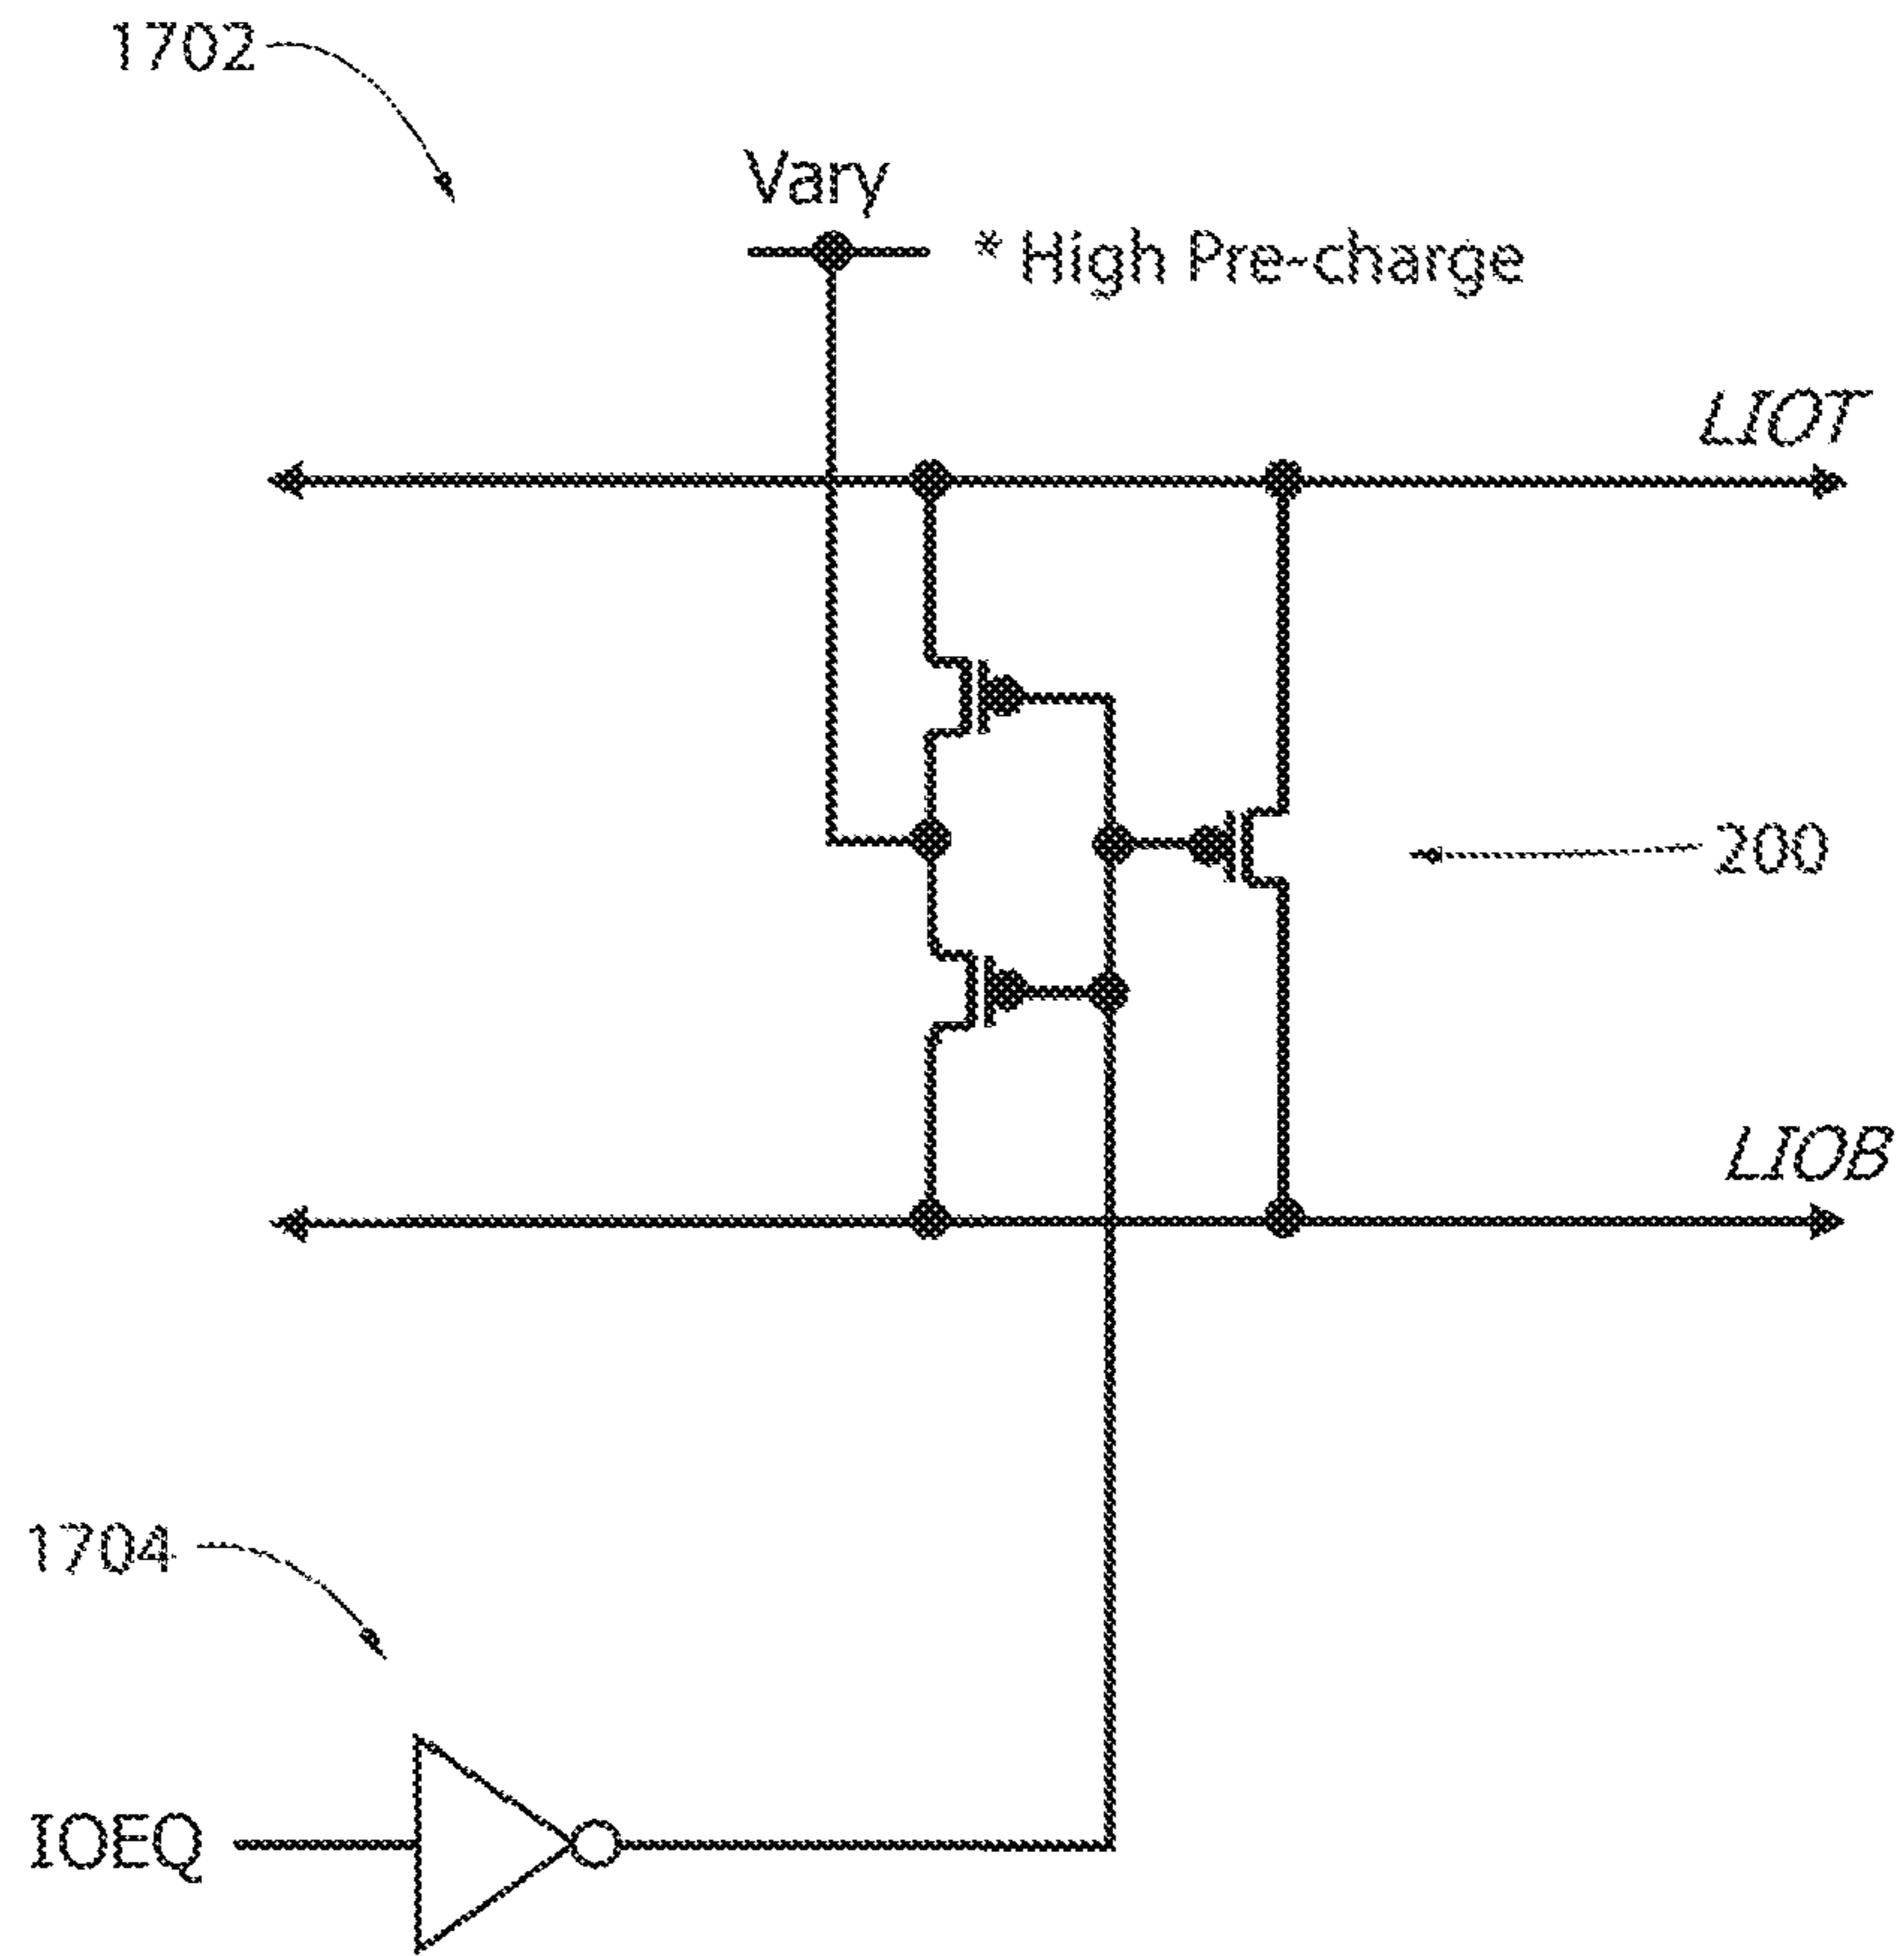 1702
Vary
* High Pre-charge
LIOT
200
LIOB
1704
IOEQ